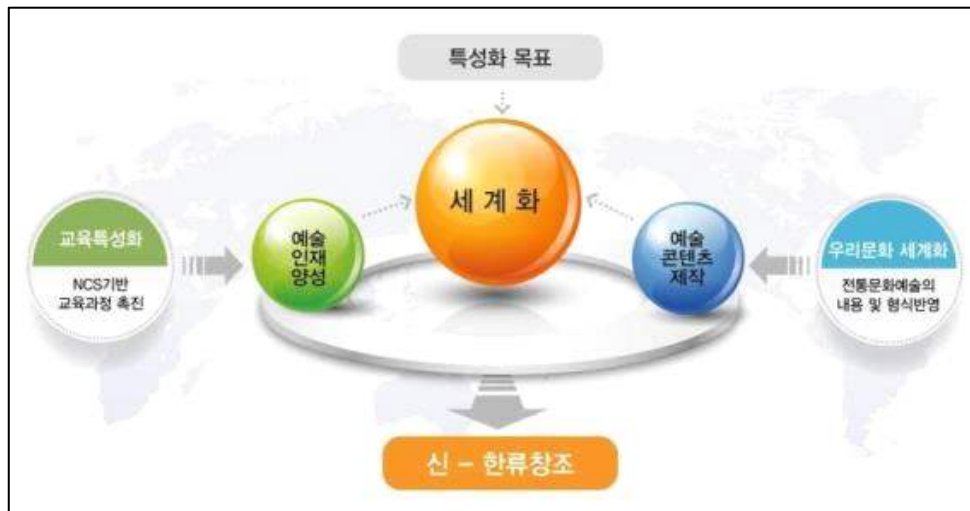 특성화 목표
세 계 화
교육특성화
NCS기반
교육과정 촉진
예술
인재
양성
예술
콘텐츠
제작
우리문화 세계화
전통문화예술의
내용 및 형식반영
신 – 한류창조